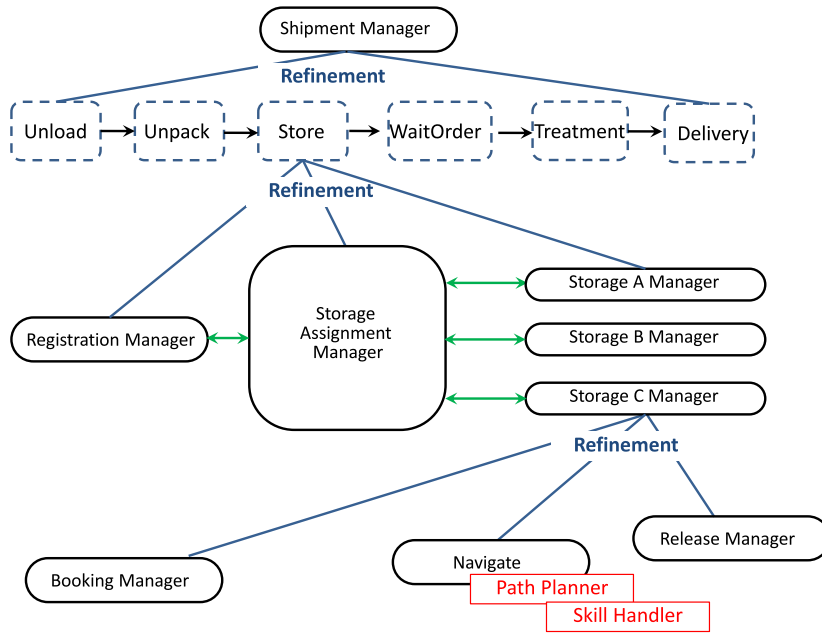 Shipment Manager
Refinement
Unload
Unpack
Store
WaitOrder
Treatment
Delivery
Refinement
Storage
Assignment
Manager
Registration Manager
Storage A Manager
Storage B Manager
Storage C Manager
Refinement
Booking Manager
Navigate
Release Manager
Path Planner
Skill Handler